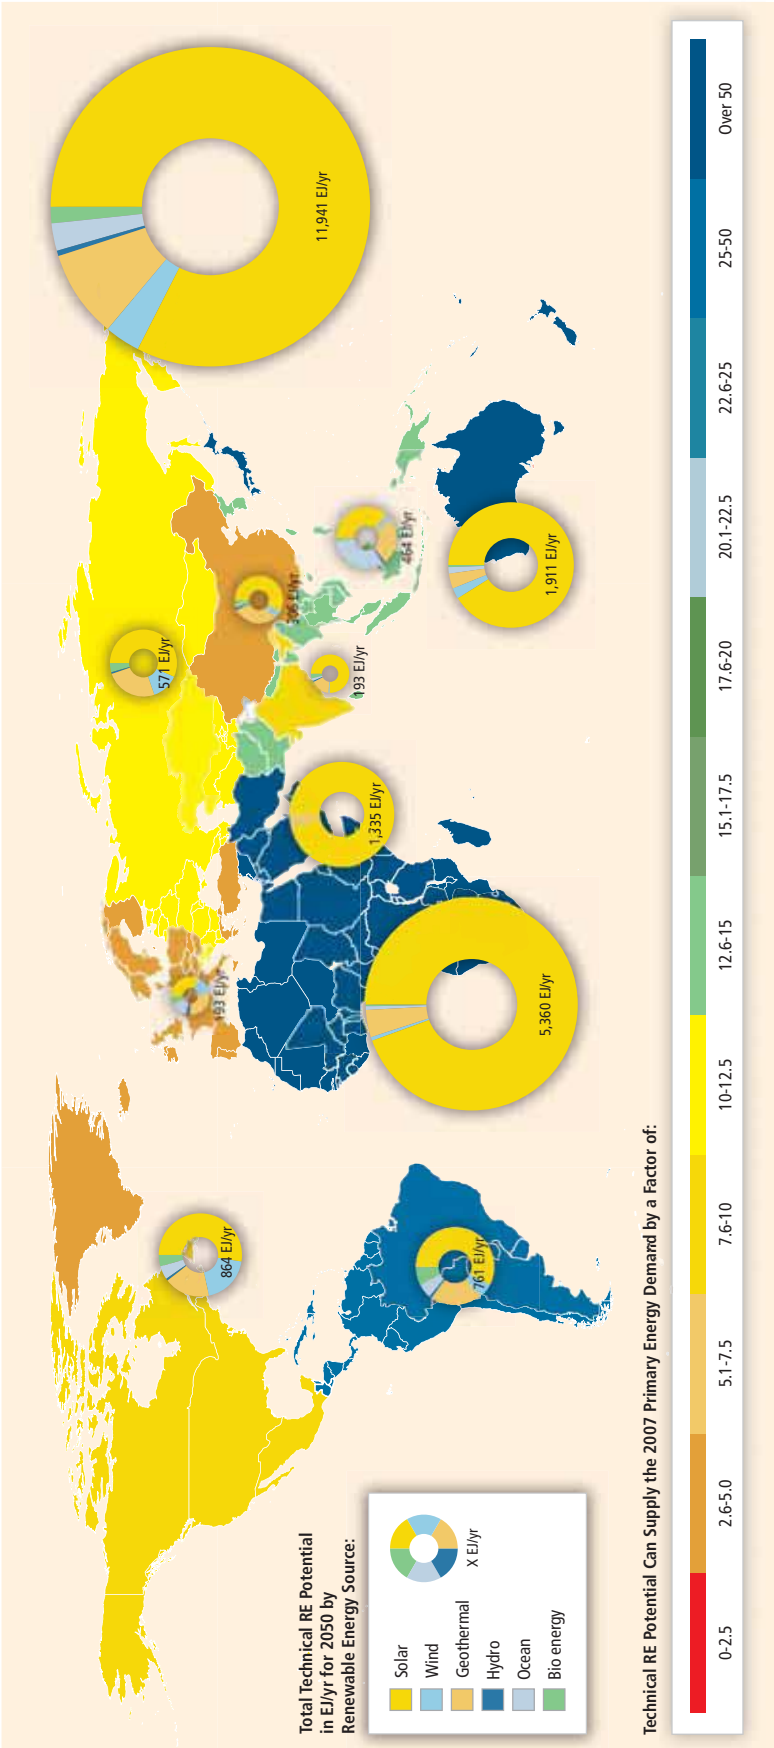 Total Technical RE Potential
in EJ/yr for 2050 by
Renewable Energy Source:
Solar
Wind
Geothermal
Hydro
Ocean
Bio energy
X EJ/yr
864 EJ/yr
761 EJ/yr
193 EJ/yr
5,360 EJ/yr
1,335 EJ/yr
571 EJ/yr
193 EJ/yr
EJ/yr
464 EJ/yr
1,911 EJ/yr
11,941 EJ/yr
Technical RE Potential Can Supply the 2007 Primary Energy Demand by a Factor of:
0-2.5
2.6-5.0
5.1-7.5
7.6-10
10-12.5
12.6-15
15.1-17.5
17.6-20
20.1-22.5
22.6-25
25-50
Over 50